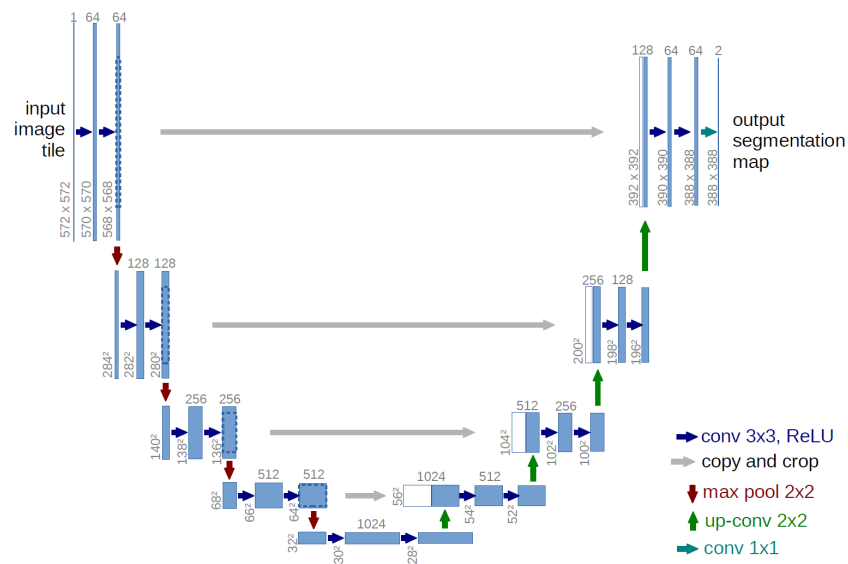 1 64 64
input
image
tile
572 x 572
570 x 570
568 x 568
128 64 64 2
output
segmentation
map
392 x 392
390 x 390
388 x 388
388 x 388
128 128
284²
282²
280²
256 128
200²
198²
196²
256 256
140²
138²
136²
512 256
104²
102²
100²
512 512
68²
66²
64²
1024 512
56²
54²
52²
1024
32²
30²
28²
conv 3x3, ReLU
copy and crop
max pool 2x2
up-conv 2x2
conv 1x1